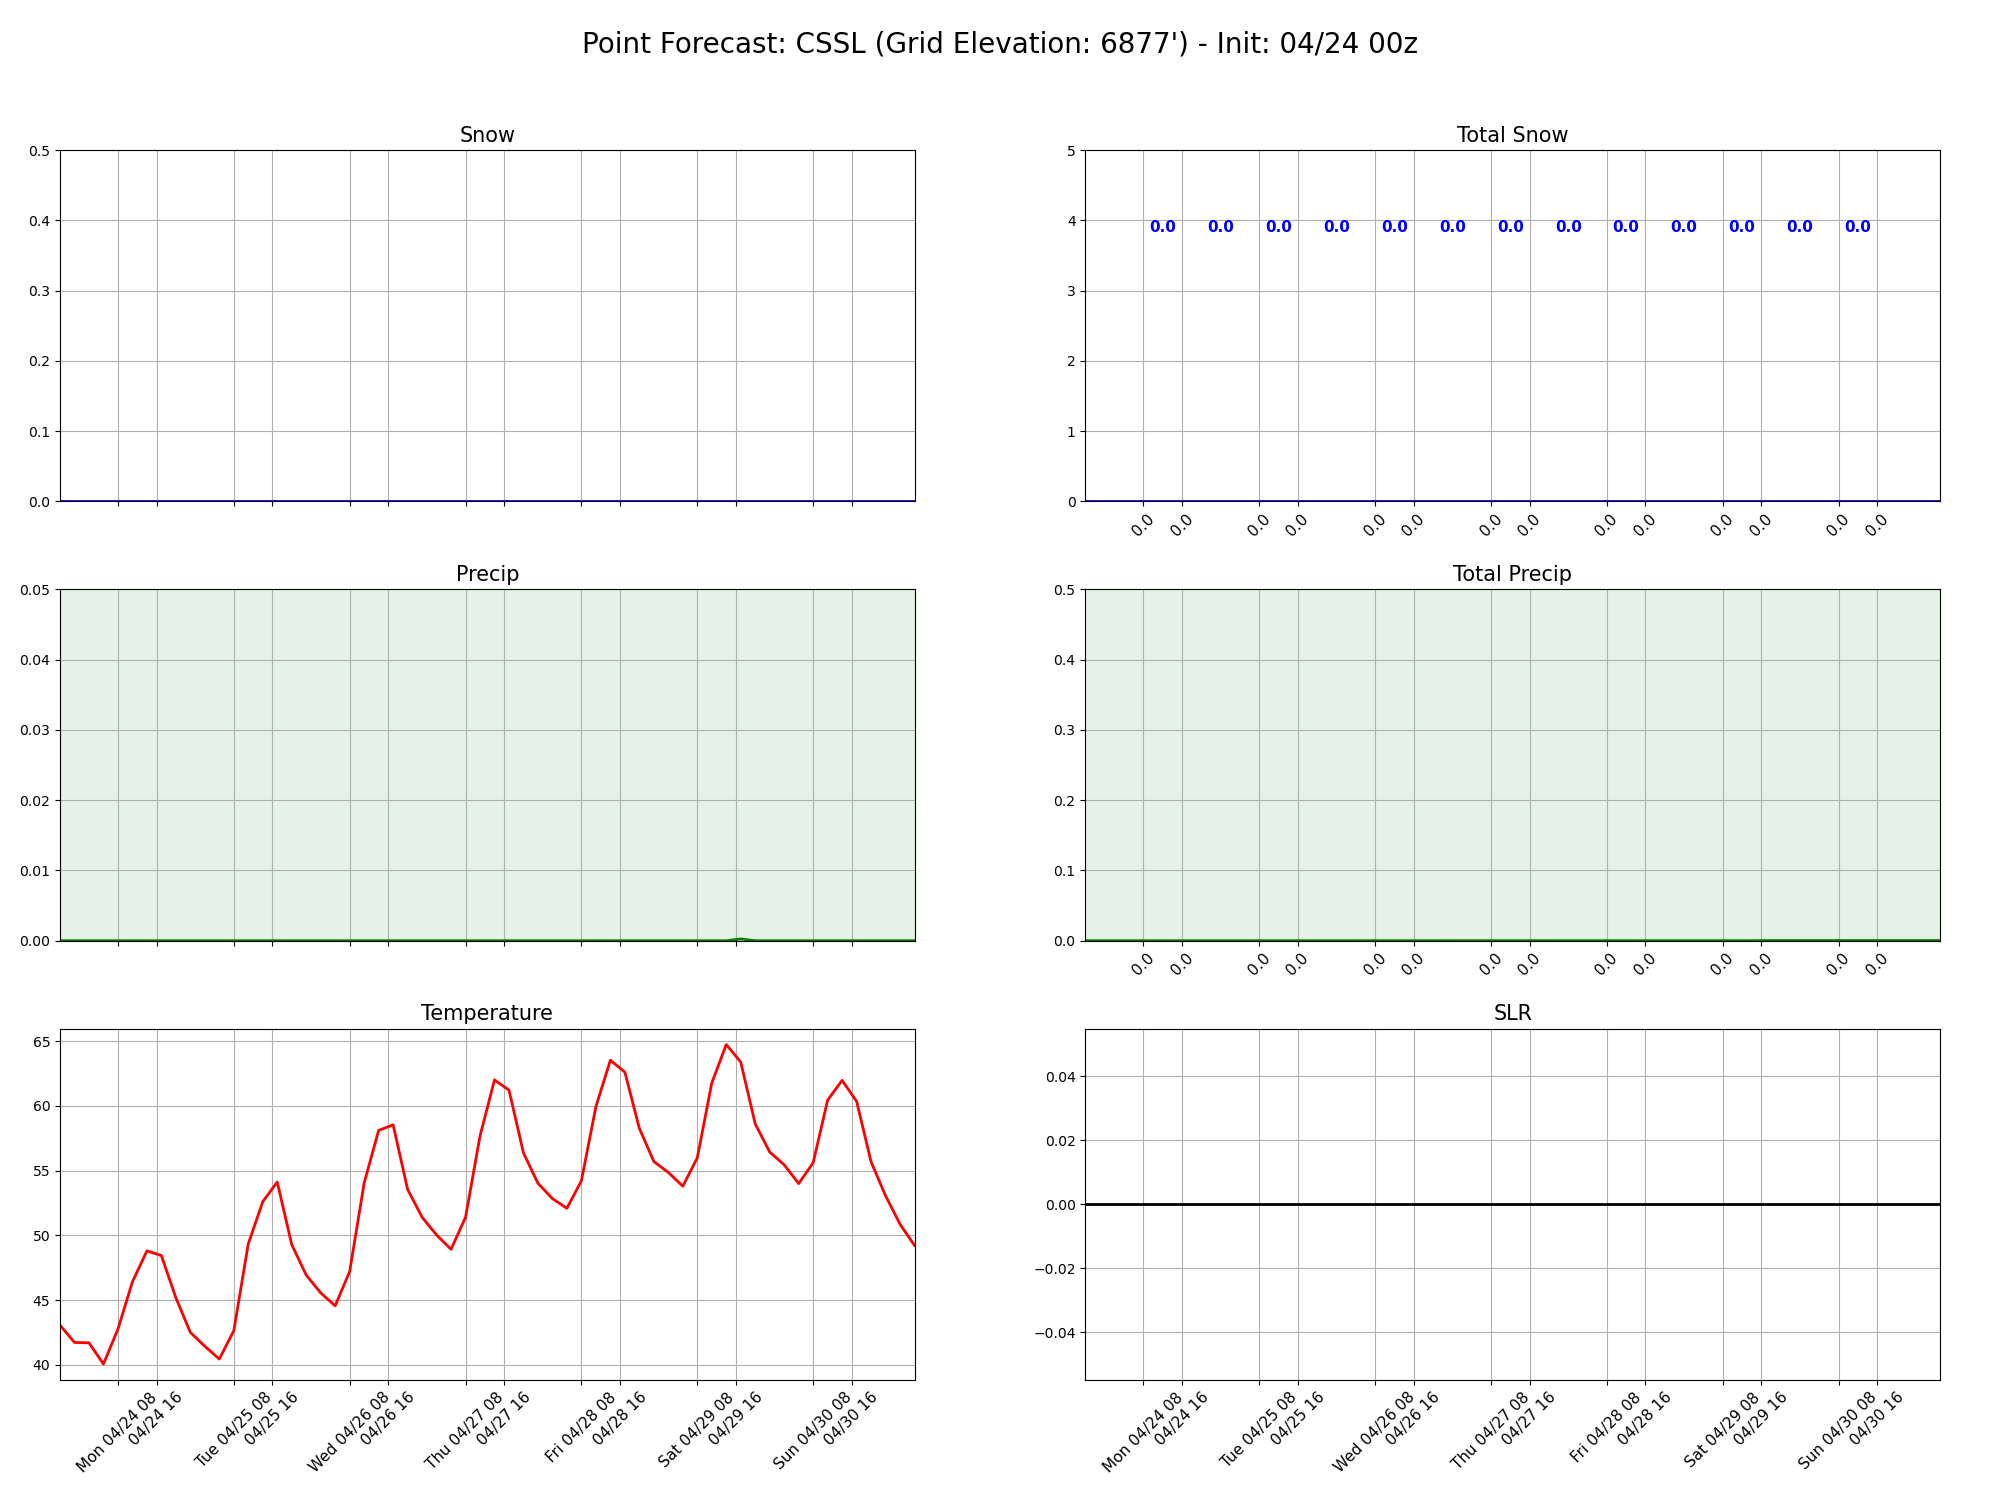 Point Forecast: CSSL (Grid Elevation: 6877') - Init: 04/24 00z
Snow
0.5
0.4
0.3
0.2
0.1
0.0
Total Snow
5
4
3
2
1
0
0.0 0.0 0.0 0.0 0.0 0.0 0.0 0.0 0.0 0.0 0.0 0.0 0.0
0.0 0.0 0.0 0.0 0.0 0.0 0.0 0.0 0.0 0.0 0.0 0.0 0.0 0.0
Precip
0.05
0.04
0.03
0.02
0.01
0.00
Total Precip
0.5
0.4
0.3
0.2
0.1
0.0
0.0 0.0 0.0 0.0 0.0 0.0 0.0 0.0 0.0 0.0 0.0 0.0 0.0 0.0
Temperature
65
60
55
50
45
40
Mon 04/24 08
04/24 16
Tue 04/25 08
04/25 16
Wed 04/26 08
04/26 16
Thu 04/27 08
04/27 16
Fri 04/28 08
04/28 16
Sat 04/29 08
04/29 16
Sun 04/30 08
04/30 16
SLR
0.04
0.02
0.00
−0.02
−0.04
Mon 04/24 08
04/24 16
Tue 04/25 08
04/25 16
Wed 04/26 08
04/26 16
Thu 04/27 08
04/27 16
Fri 04/28 08
04/28 16
Sat 04/29 08
04/29 16
Sun 04/30 08
04/30 16